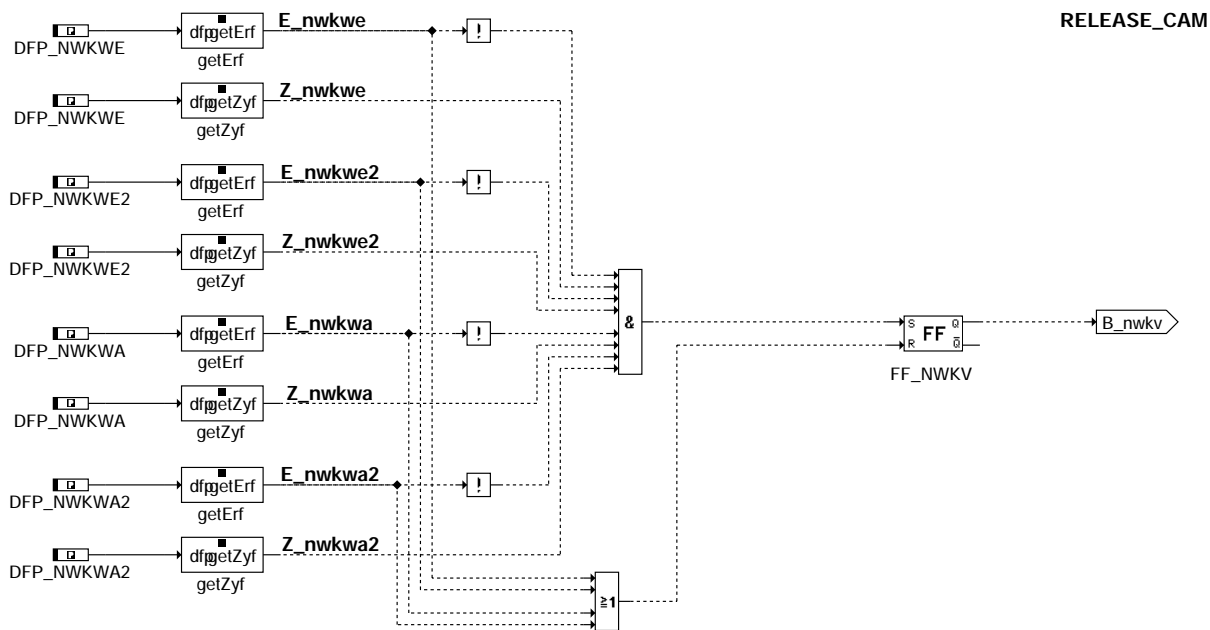 E_nwkwe
RELEASE_CAM
dfpgetErf
!
DFP_NWKWE
getErf
Z_nwkwe
dfpgetZyf
DFP_NWKWE
getZyf
E_nwkwe2
dfpgetErf
!
DFP_NWKWE2
getErf
Z_nwkwe2
dfpgetZyf
DFP_NWKWE2
getZyf
&
S Q
FF
R Q̅
B_nwkv
FF_NWKV
E_nwkwa
dfpgetErf
!
DFP_NWKWA
getErf
Z_nwkwa
dfpgetZyf
DFP_NWKWA
getZyf
E_nwkwa2
dfpgetErf
!
DFP_NWKWA2
getErf
Z_nwkwa2
dfpgetZyf
DFP_NWKWA2
getZyf
≧1